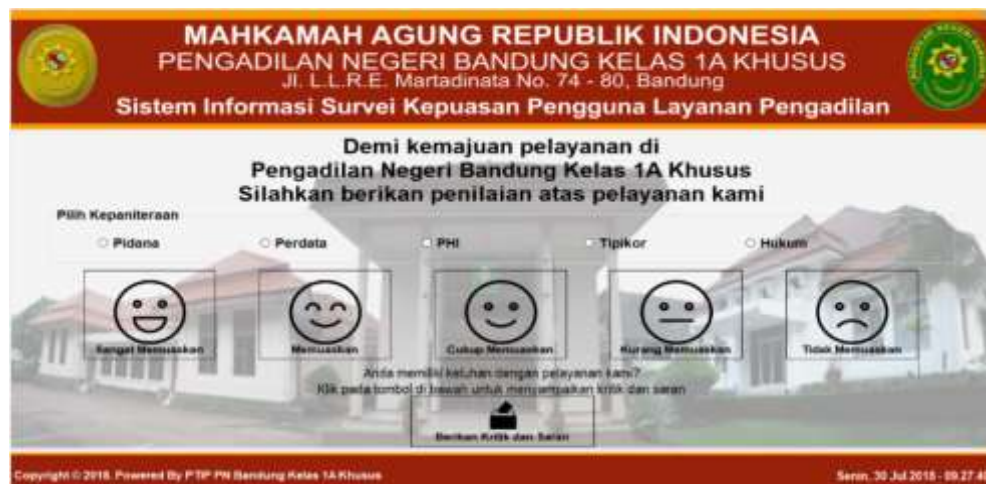 MAHKAMAH AGUNG REPUBLIK INDONESIA
PENGADILAN NEGERI BANDUNG KELAS 1A KHUSUS
Jl. L.L.R.E. Martadinata No. 74 - 80, Bandung
Sistem Informasi Survei Kepuasan Pengguna Layanan Pengadilan
Demi kemajuan pelayanan di
Pengadilan Negeri Bandung Kelas 1A Khusus
Silahkan berikan penilaian atas pelayanan kami
Pilih Kepaniteraan
Pidana Perdata PHI Tipikor Hukum
Sangat Memuaskan Memuaskan Cukup Memuaskan Kurang Memuaskan Tidak Memuaskan
Anda memiliki keluhan dengan pelayanan kami?
Klik pada tombol di bawah untuk menyampaikan kritik dan saran
Berikan Kritik dan Saran
Copyright © 2018. Powered By PTIP PN Bandung Kelas 1A Khusus
Senin, 30 Jul 2018 - 09:27: